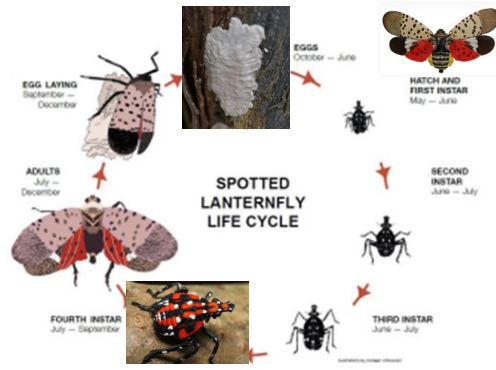 EGGS
October — June
HATCH AND
FIRST INSTAR
May — June
SECOND
INSTAR
June — July
THIRD INSTAR
June — July
FOURTH INSTAR
July — September
ADULTS
July —
December
EGG LAYING
September —
December
SPOTTED
LANTERNFLY
LIFE CYCLE